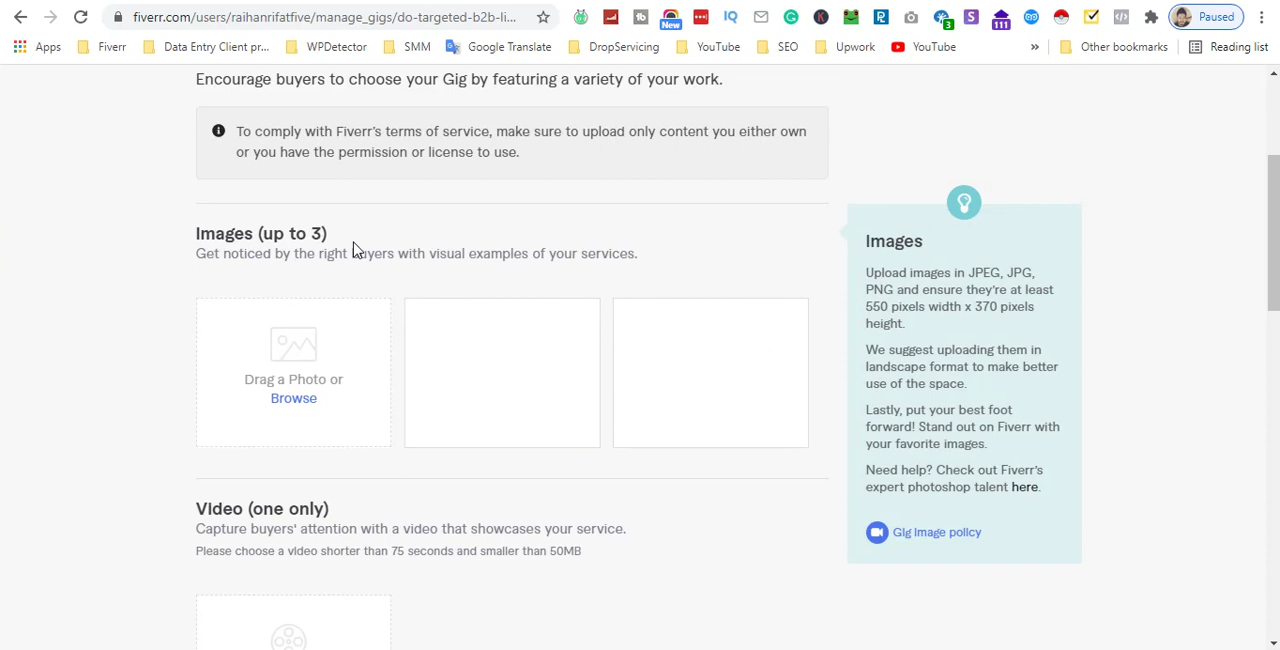 fiverr.com/users/raihanrifatfive/manage_gigs/do-targeted-b2b-li...
New
3
111
Paused
Apps
Fiverr
Data Entry Client pr...
WPDetector
SMM
Google Translate
DropServicing
YouTube
SEO
Upwork
YouTube
»
Other bookmarks
Reading list
Encourage buyers to choose your Gig by featuring a variety of your work.
To comply with Fiverr's terms of service, make sure to upload only content you either own
or you have the permission or license to use.
Images (up to 3)
Get noticed by the right buyers with visual examples of your services.
Drag a Photo or
Browse
Images
Upload images in JPEG, JPG,
PNG and ensure they're at least
550 pixels width x 370 pixels
height.
We suggest uploading them in
landscape format to make better
use of the space.
Lastly, put your best foot
forward! Stand out on Fiverr with
your favorite images.
Need help? Check out Fiverr's
expert photoshop talent here.
Gig image policy
Video (one only)
Capture buyers' attention with a video that showcases your service.
Please choose a video shorter than 75 seconds and smaller than 50MB